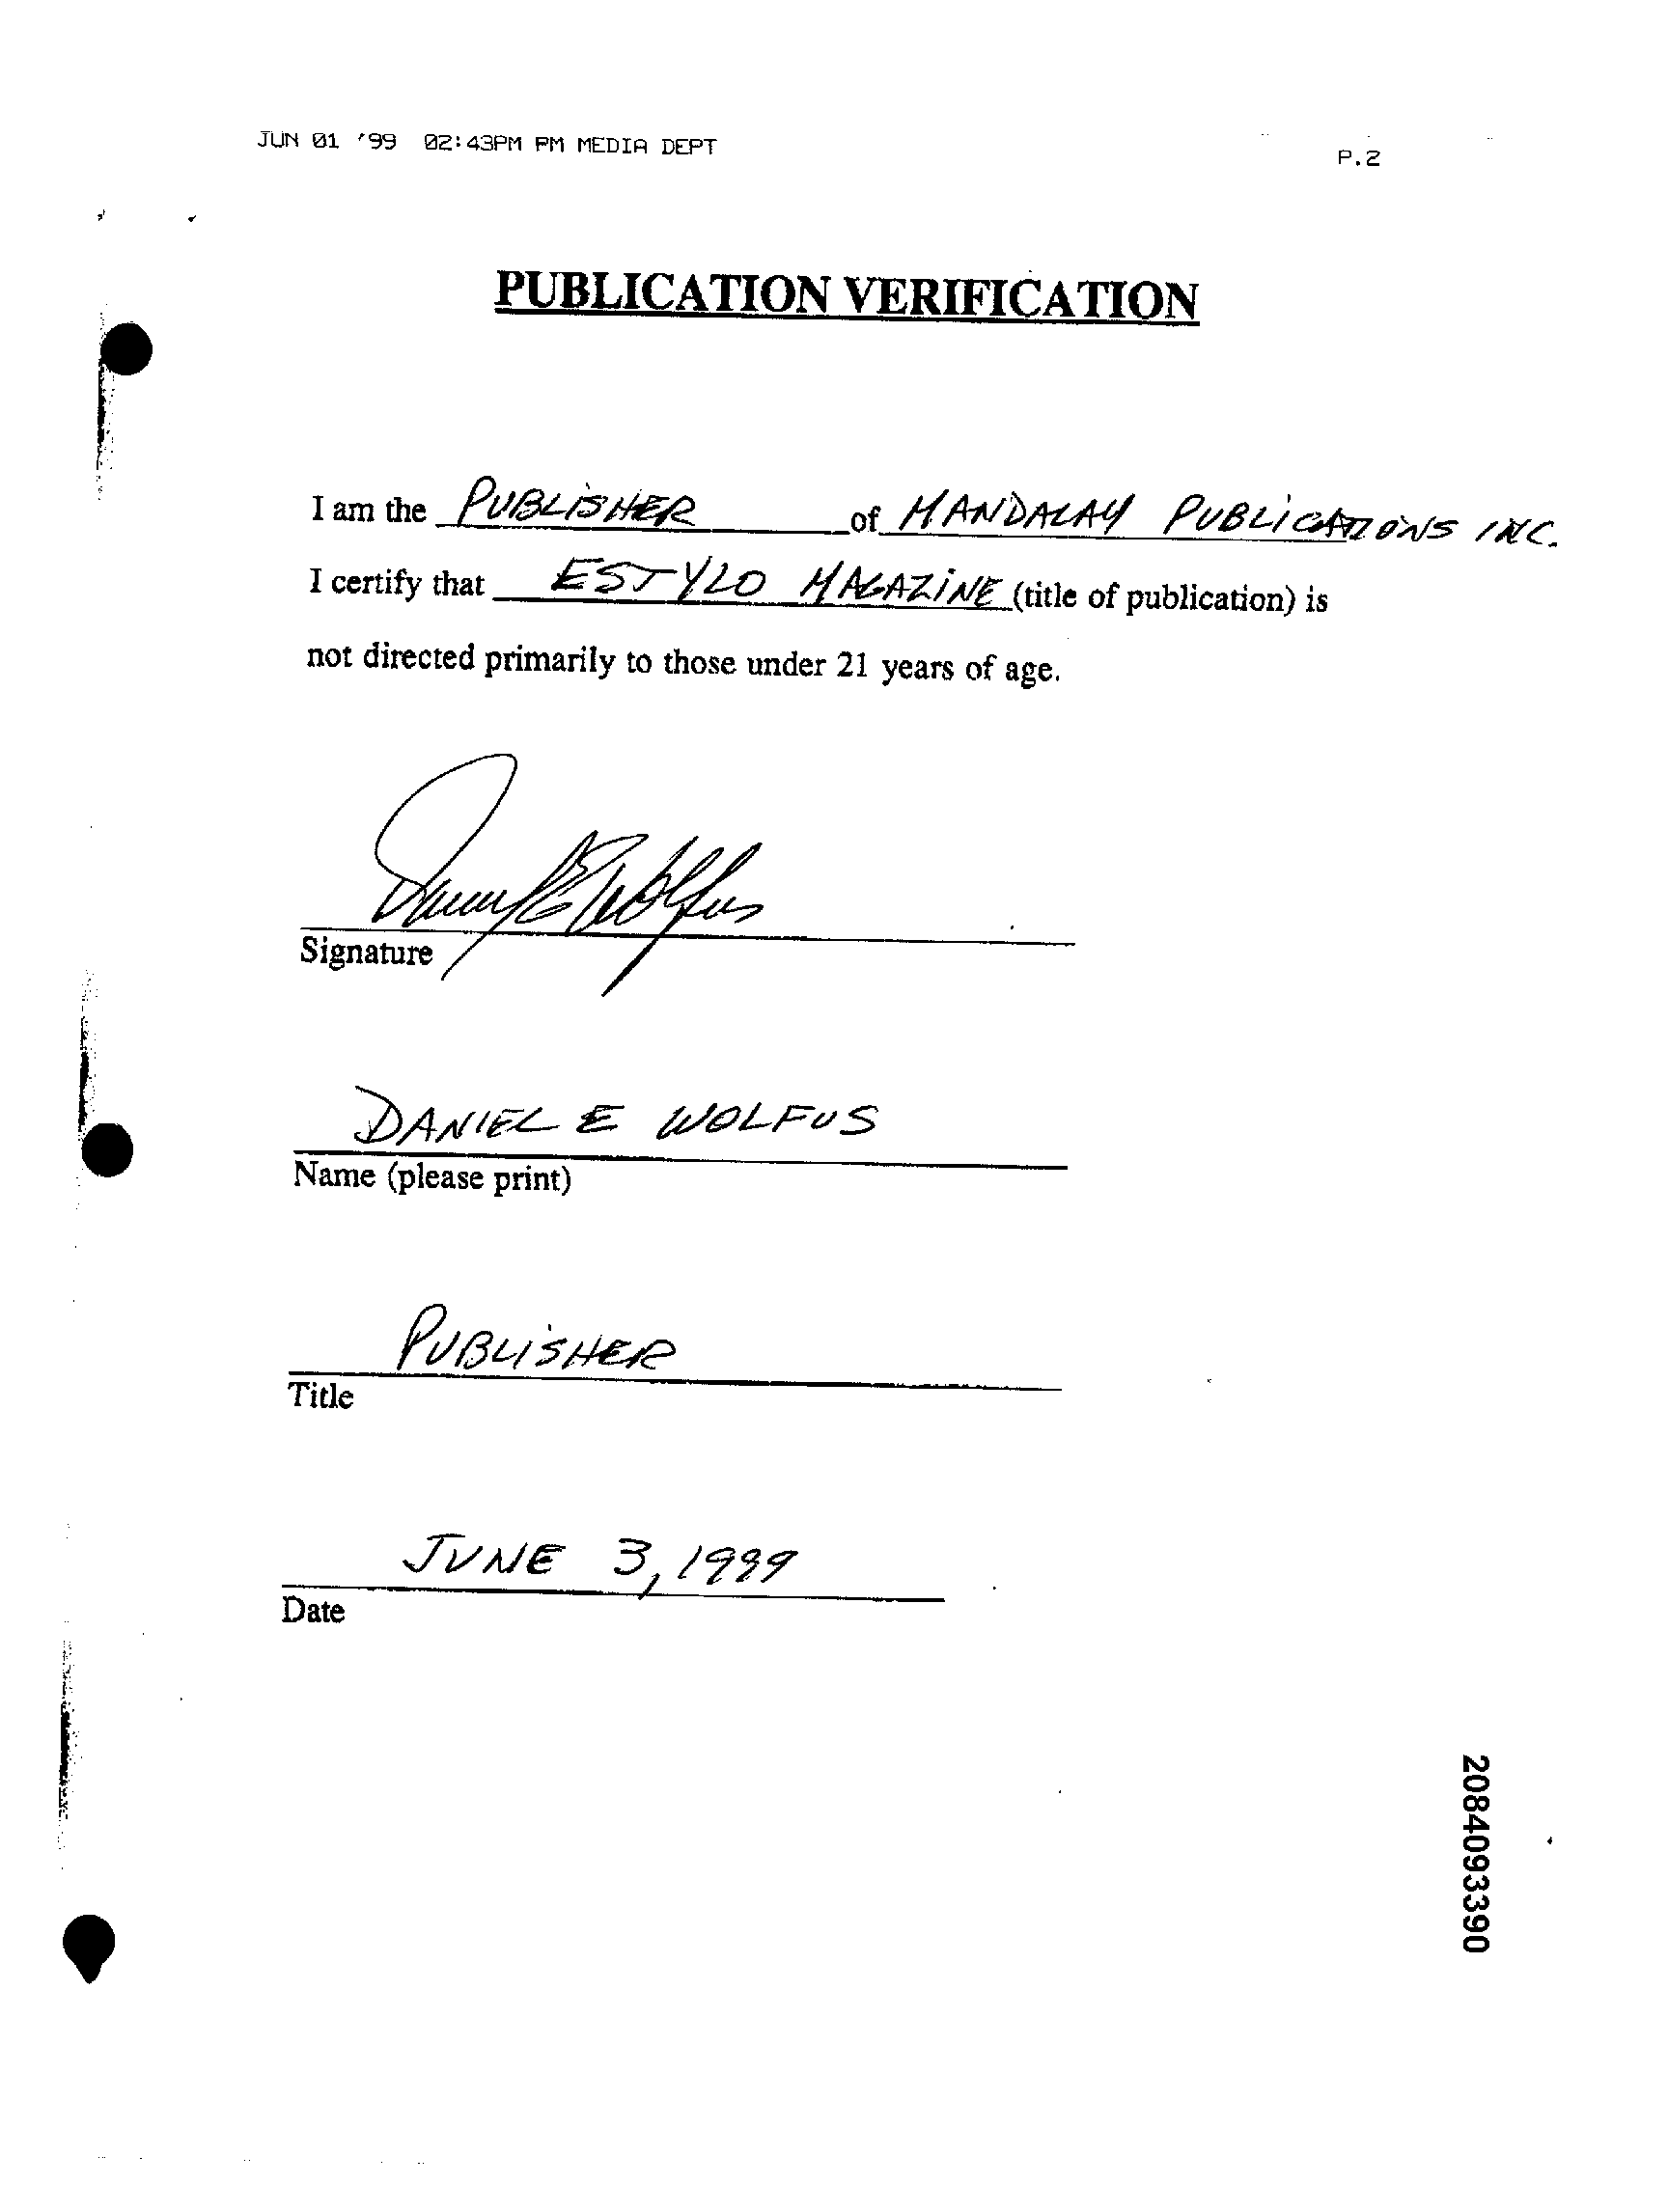 JUN 01 '99 02:43PM PM MEDIA DEPT P.2
PUBLICATION VERIFICATION
I am the PUBLISHER of MANDALAY PUBLICATIONS INC.
I certify that ESTYLO MAGAZINE (title of publication) is
not directed primarily to those under 21 years of age.
Daniel E Wolfus
Signature
DANIEL E WOLFUS
Name (please print)
PUBLISHER
Title
JUNE 3, 1999
Date
2084093390